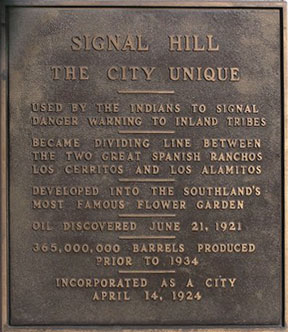 SIGNAL HILL
THE CITY UNIQUE
USED BY THE INDIANS TO SIGNAL
DANGER WARNING TO INLAND TRIBES
BECAME DIVIDING LINE BETWEEN
THE TWO GREAT SPANISH RANCHOS
LOS CERRITOS AND LOS ALAMITOS
DEVELOPED INTO THE SOUTHLAND'S
MOST FAMOUS FLOWER GARDEN
OIL DISCOVERED JUNE 21, 1921
365,000,000 BARRELS PRODUCED
PRIOR TO 1934
INCORPORATED AS A CITY
APRIL 14, 1924